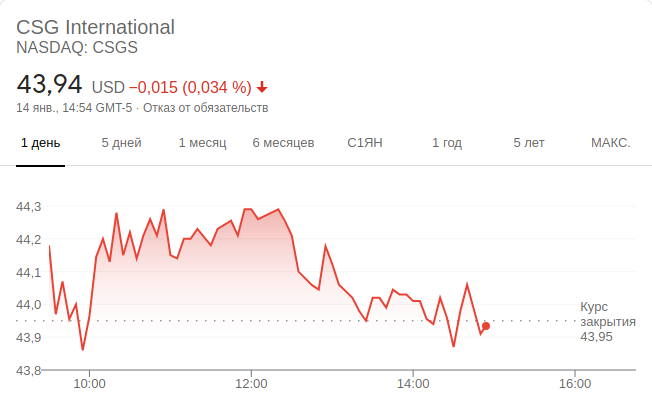 CSG International
NASDAQ: CSGS
43,94 USD −0,015 (0,034 %)
14 янв., 14:54 GMT-5 · Отказ от обязательств
1 день 5 дней 1 месяц 6 месяцев С1ЯН 1 год 5 лет МАКС.
44,3
44,2
44,1
44,0
43,9
43,8
Курс
закрытия
43,95
10:00 12:00 14:00 16:00